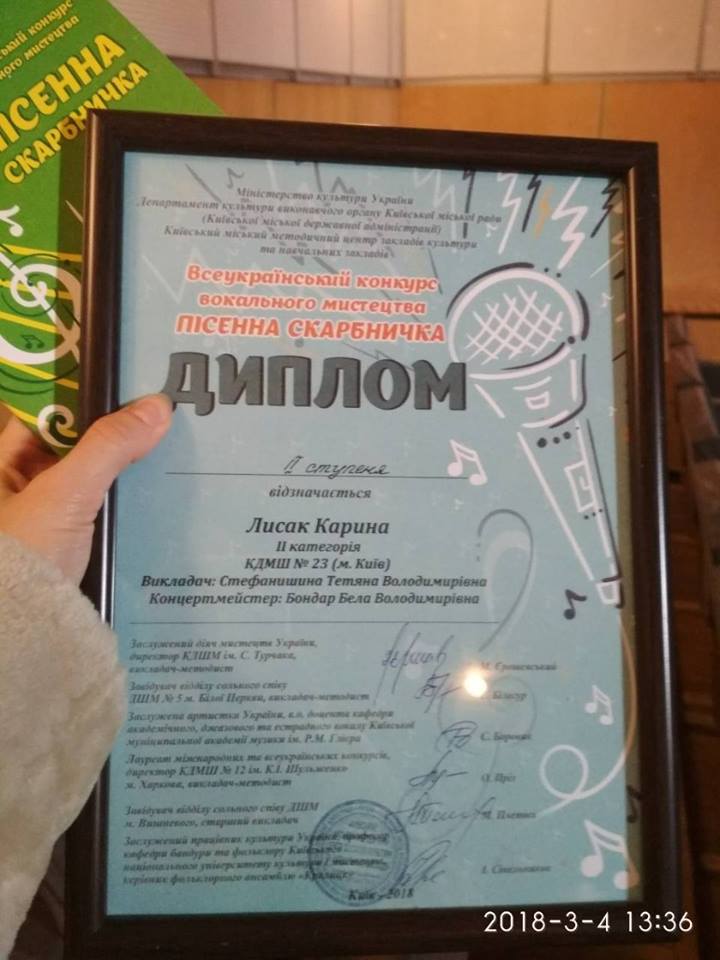 ський конкурс
ного мистецтва
ПІСЕННА
СКАРБНИЧКА
Міністерство культури України
Департамент культури виконавчого органу Київської міської ради
(Київської міської державної адміністрації)
Київський міський методичний центр закладів культури
та навчальних закладів
Всеукраїнський конкурс
вокального мистецтва
ПІСЕННА СКАРБНИЧКА
ДИПЛОМ
ІІ ступеня
відзначається
Лисак Карина
ІІ категорія
КДМШ № 23 (м. Київ)
Викладач: Стефанишина Тетяна Володимирівна
Концертмейстер: Бондар Бела Володимирівна
Заслужений діяч мистецтв України,
директор КДШМ ім. С. Турчака,
викладач-методист
Завідувач відділу сольного співу
ДШМ № 5 м. Білої Церкви, викладач-методист
Заслужена артистка України, в.о. доцента кафедри
академічного, джазового та естрадного вокалу Київської
муніципальної академії музики ім. Р.М. Глієра
С.
Лауреат міжнародних та всеукраїнських конкурсів,
директор КДМШ № 12 ім. К.І. Шульженко
м. Харкова, викладач-методист
О.
Завідувач відділу сольного співу ДШМ
м. Вишневого, старший викладач
М.
Заслужений працівник культури України, професор
кафедри бандури та фольклору Київського
національного університету культури і мистецтв,
керівник фольклорного ансамблю
І.
Київ - 2018
2018-3-4 13:36